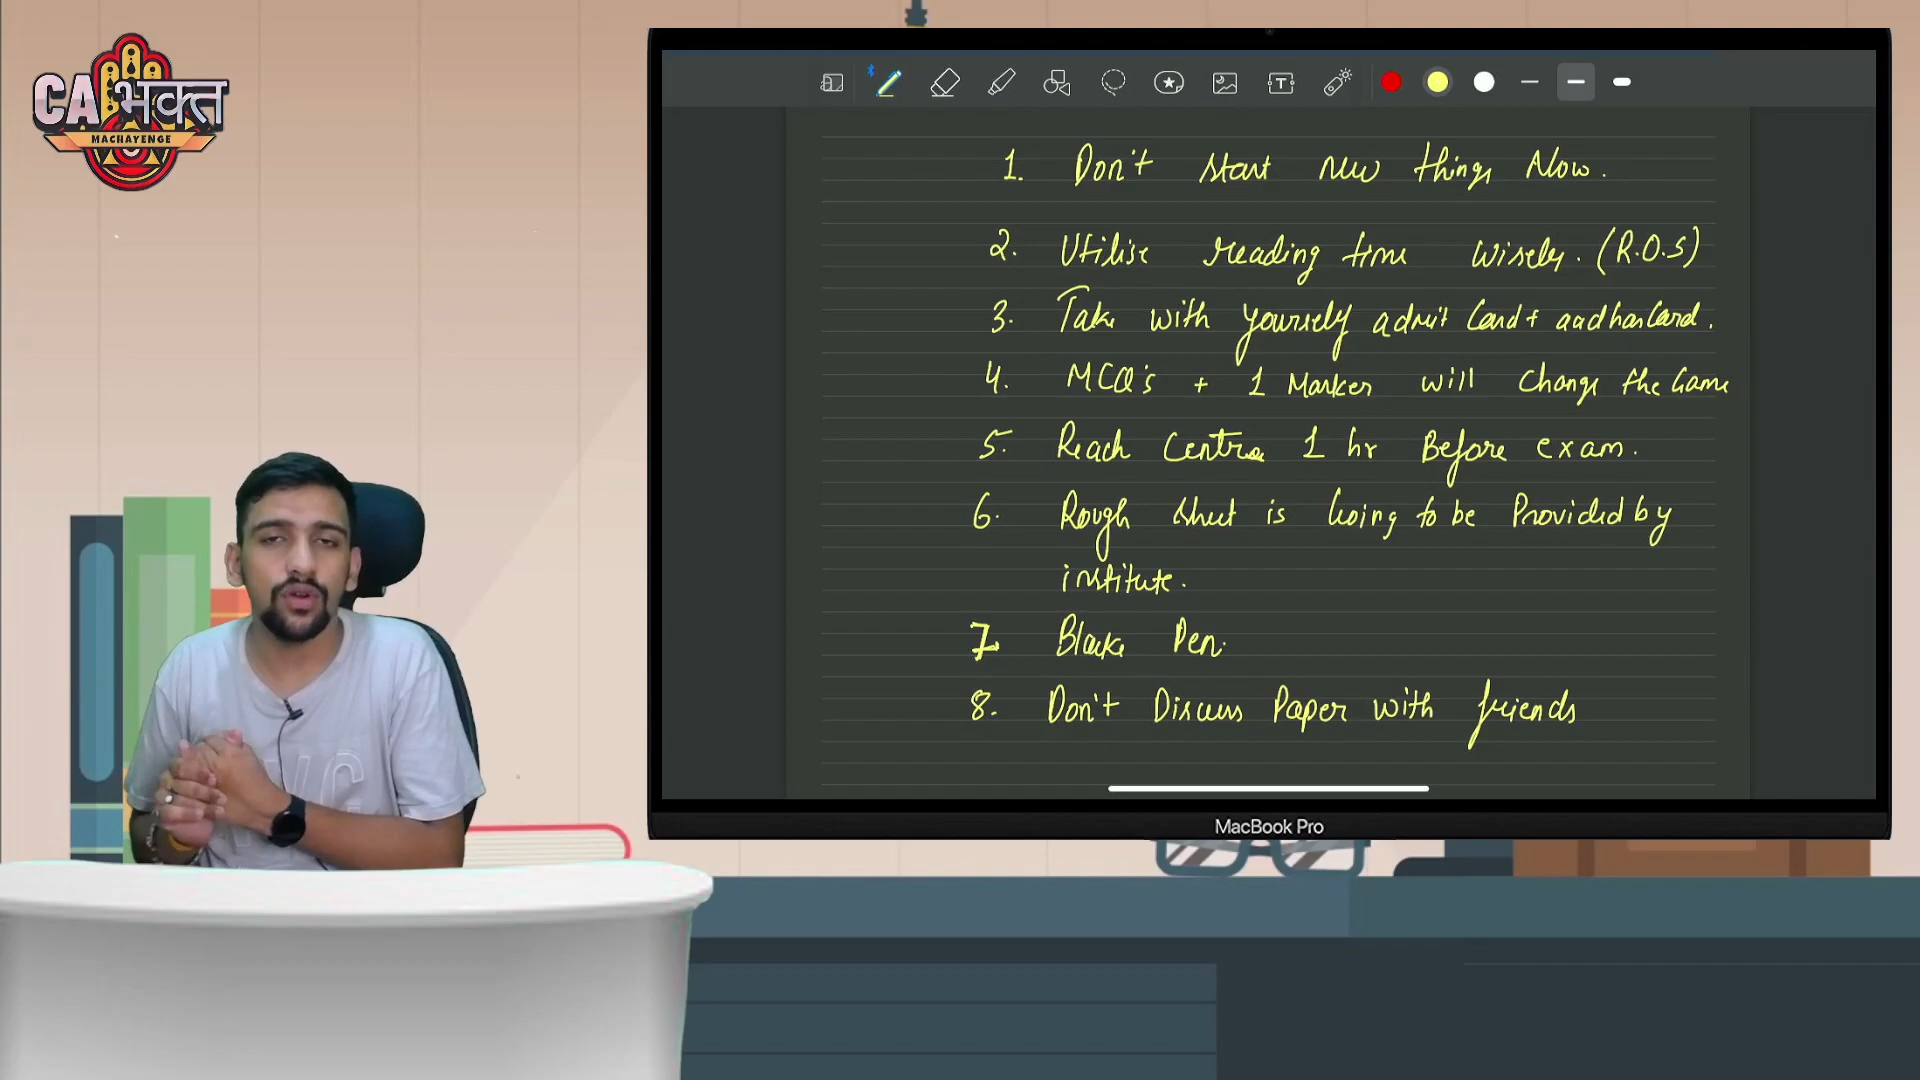 CA भक्त
MACHAYENGE
T
1. Don't start new things Now.
2. Utilise reading time wisely. (R.O.S)
3. Take with yourself admit Card + aadhar Card.
4. MCQ's + 1 Marker will change the Game
5. Reach Centre 1 hr Before exam.
6. Rough sheet is Going to be Provided by
institute.
7. Black Pen.
8. Don't Discuss Paper with friends
MacBook Pro